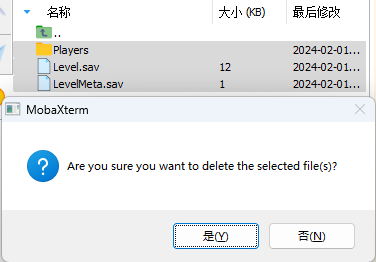 名称 大小 (KB) 最后修改
..
Players 2024-02-01...
Level.sav 12 2024-02-01...
LevelMeta.sav 1 2024-02-01...
MobaXterm
Are you sure you want to delete the selected file(s)?
是(Y) 否(N)